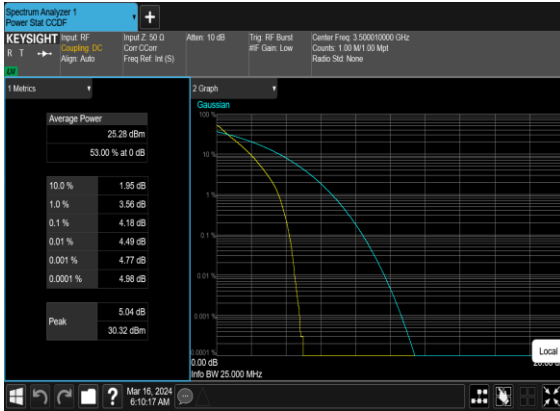 Spectrum Analyzer 1
Power Stat CCDF
+
KEYSIGHT
R T
Input: RF
Coupling: DC
Align: Auto
Input Z: 50 Ω
Corr CCorr
Freq Ref: Int (S)
Atten: 10 dB
Trig: RF Burst
#IF Gain: Low
Center Freq: 3.500010000 GHz
Counts: 1.00 M/1.00 Mpt
Radio Std: None
1 Metrics
Average Power
25.28 dBm
53.00 % at 0 dB
10.0 % 1.95 dB
1.0 % 3.56 dB
0.1 % 4.18 dB
0.01 % 4.49 dB
0.001 % 4.77 dB
0.0001 % 4.98 dB
Peak
5.04 dB
30.32 dBm
2 Graph
Gaussian
100 %
10 %
1 %
0.1 %
0.01 %
0.001 %
0.0001 %
0.00 dB
Info BW 25.000 MHz
Local
?
Mar 16, 2024
6:10:17 AM